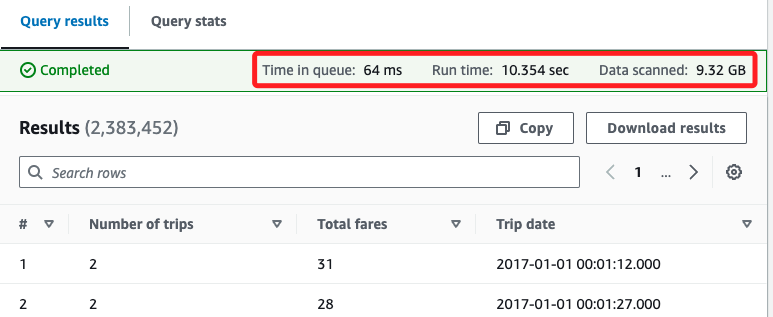 Query results Query stats
Completed Time in queue: 64 ms Run time: 10.354 sec Data scanned: 9.32 GB
Results (2,383,452) Copy Download results
Search rows 1 ...
# Number of trips Total fares Trip date
1 2 31 2017-01-01 00:01:12.000
2 2 28 2017-01-01 00:01:27.000